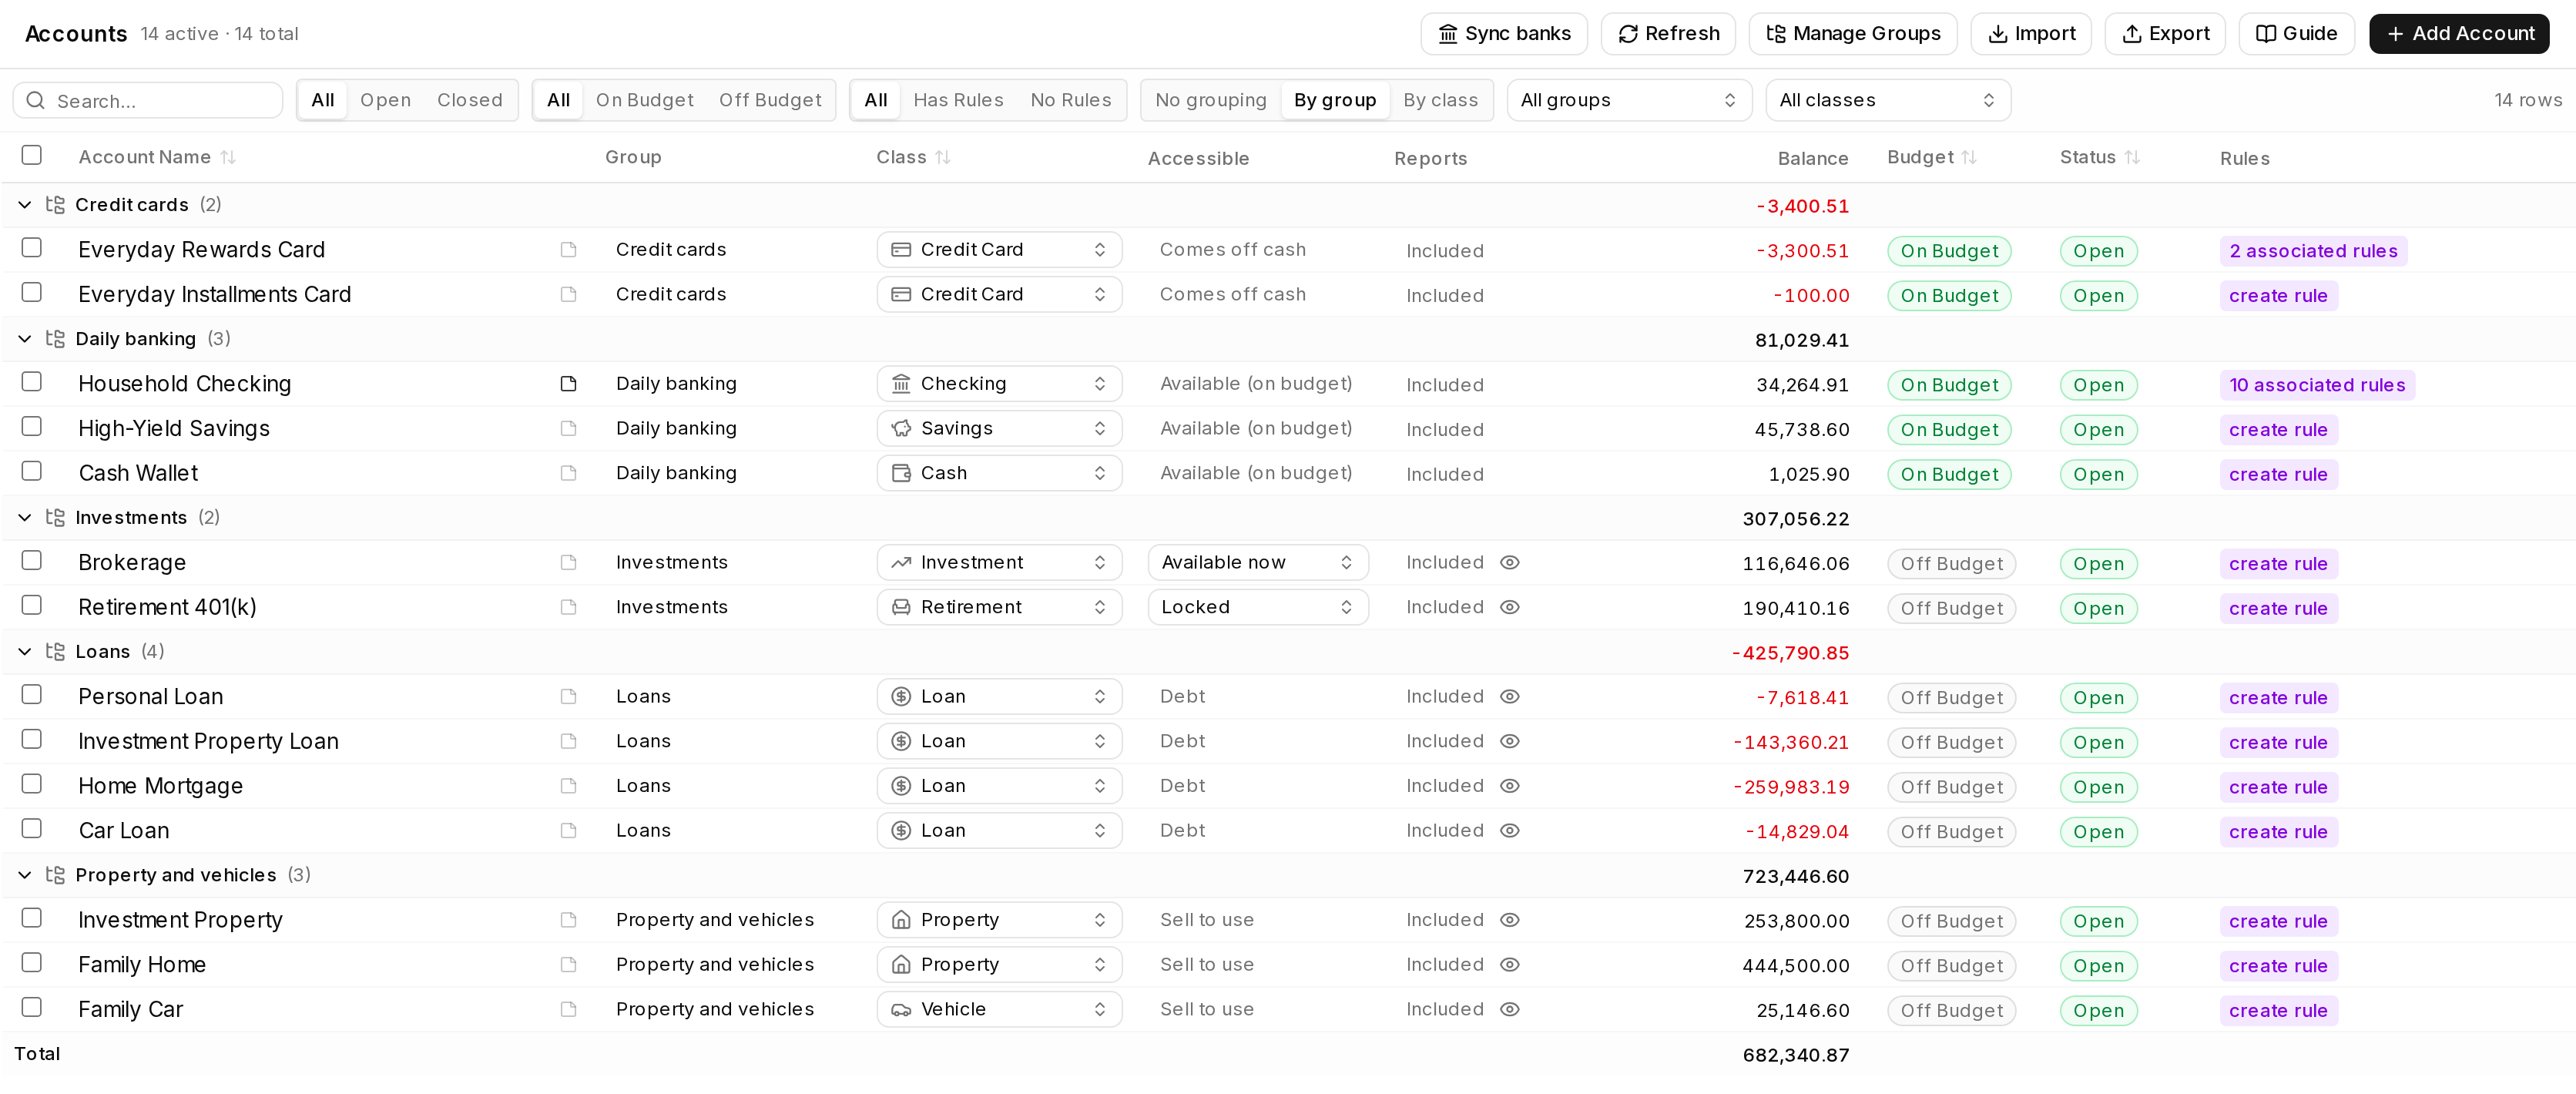 Accounts 14 active · 14 total Sync banks Refresh Manage Groups Import Export Guide Add Account
Search... All Open Closed All On Budget Off Budget All Has Rules No Rules No grouping By group By class All groups All classes 14 rows
Account Name Group Class Accessible Reports Balance Budget Status Rules
Credit cards (2) -3,400.51
Everyday Rewards Card Credit cards Credit Card Comes off cash Included -3,300.51 On Budget Open 2 associated rules
Everyday Installments Card Credit cards Credit Card Comes off cash Included -100.00 On Budget Open create rule
Daily banking (3) 81,029.41
Household Checking Daily banking Checking Available (on budget) Included 34,264.91 On Budget Open 10 associated rules
High-Yield Savings Daily banking Savings Available (on budget) Included 45,738.60 On Budget Open create rule
Cash Wallet Daily banking Cash Available (on budget) Included 1,025.90 On Budget Open create rule
Investments (2) 307,056.22
Brokerage Investments Investment Available now Included 116,646.06 Off Budget Open create rule
Retirement 401(k) Investments Retirement Locked Included 190,410.16 Off Budget Open create rule
Loans (4) -425,790.85
Personal Loan Loans Loan Debt Included -7,618.41 Off Budget Open create rule
Investment Property Loan Loans Loan Debt Included -143,360.21 Off Budget Open create rule
Home Mortgage Loans Loan Debt Included -259,983.19 Off Budget Open create rule
Car Loan Loans Loan Debt Included -14,829.04 Off Budget Open create rule
Property and vehicles (3) 723,446.60
Investment Property Property and vehicles Property Sell to use Included 253,800.00 Off Budget Open create rule
Family Home Property and vehicles Property Sell to use Included 444,500.00 Off Budget Open create rule
Family Car Property and vehicles Vehicle Sell to use Included 25,146.60 Off Budget Open create rule
Total 682,340.87